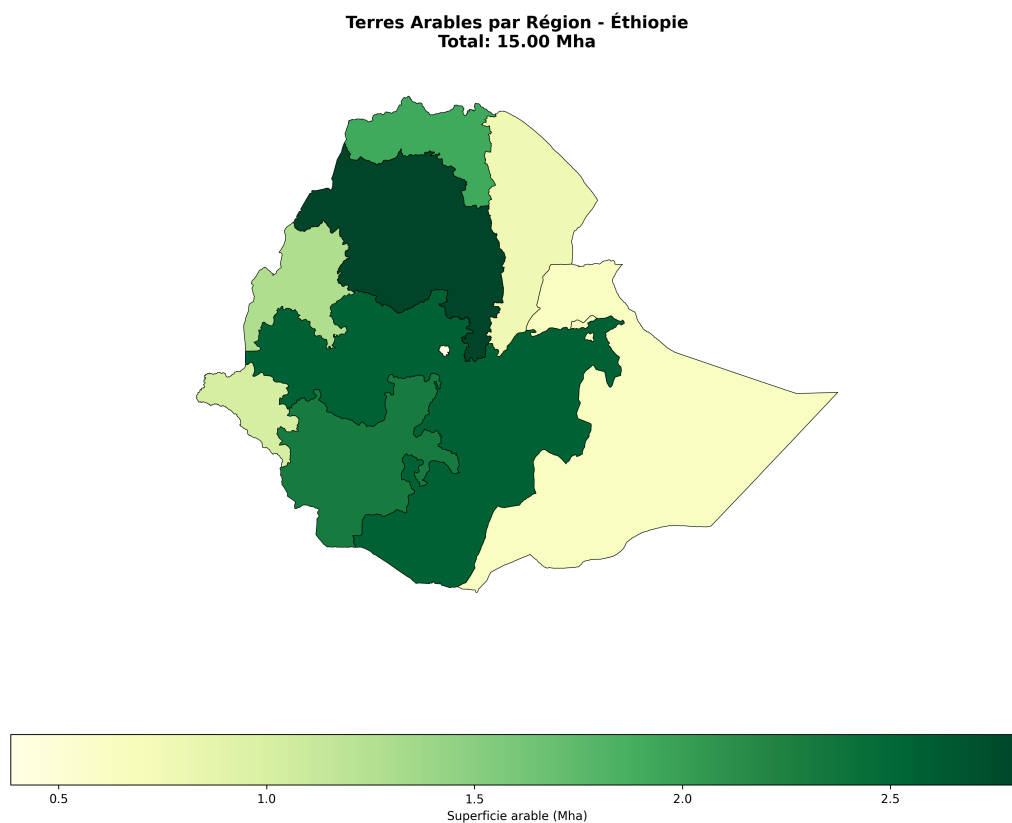 Terres Arables par Région - Éthiopie
Total: 15.00 Mha
0.5
1.0
1.5
2.0
2.5
Superficie arable (Mha)